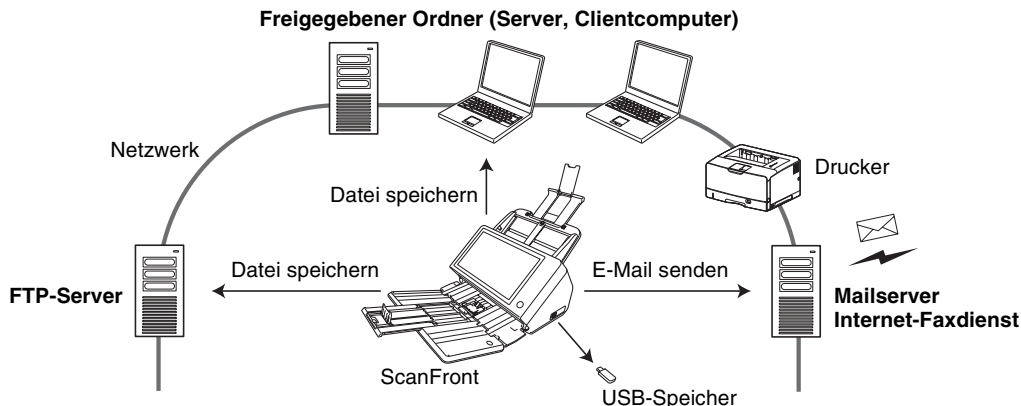 Freigegebener Ordner (Server, Clientcomputer)
Netzwerk
Drucker
Datei speichern
Datei speichern
E-Mail senden
FTP-Server
Mailserver
Internet-Faxdienst
ScanFront
USB-Speicher